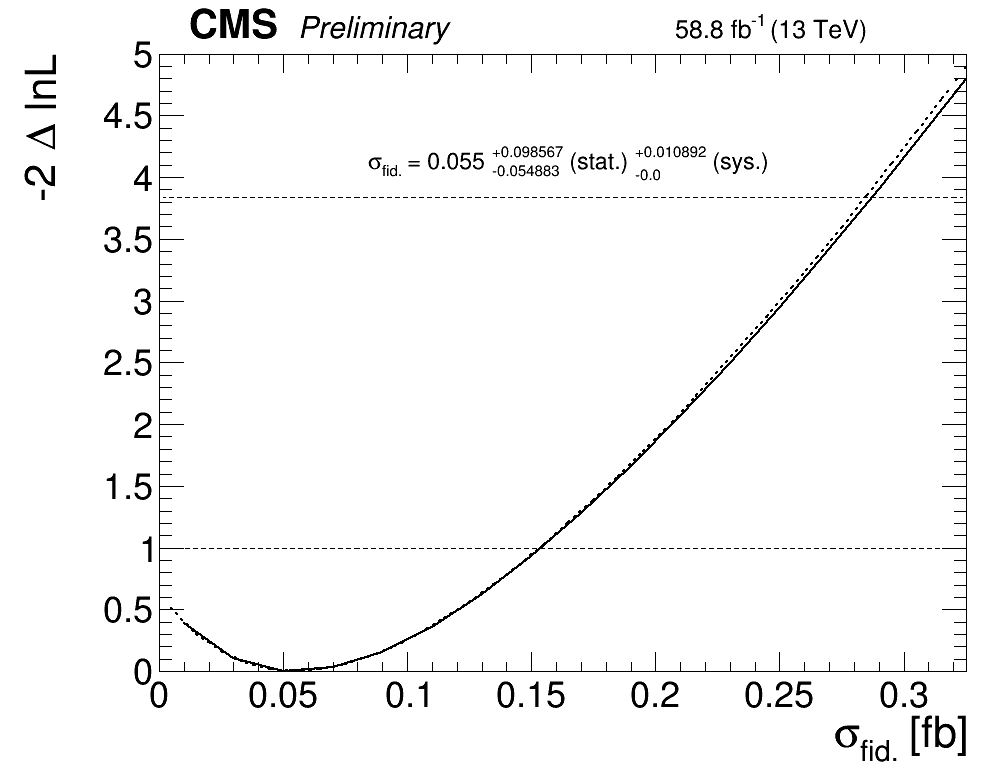 CMS Preliminary 58.8 fb-1 (13 TeV)
-2 Δ lnL
5
4.5
σfid. = 0.055 +0.098567 -0.054883 (stat.) +0.010892 -0.0 (sys.)
4
3.5
3
2.5
2
1.5
1
0.5
0
0 0.05 0.1 0.15 0.2 0.25 0.3
σfid. [fb]